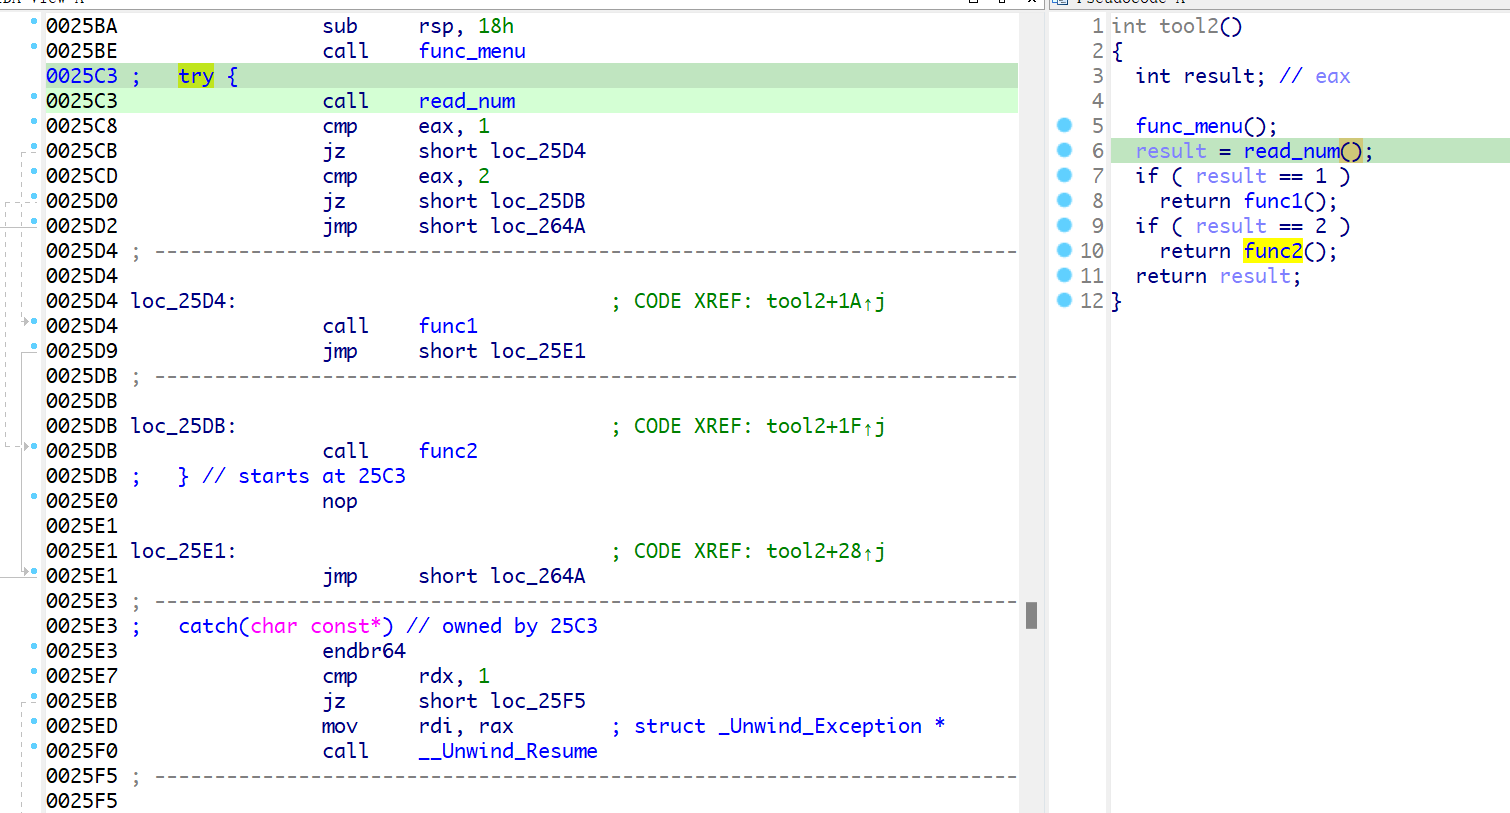 0025BA sub rsp, 18h
0025BE call func_menu
0025C3 ; try {
0025C3 call read_num
0025C8 cmp eax, 1
0025CB jz short loc_25D4
0025CD cmp eax, 2
0025D0 jz short loc_25DB
0025D2 jmp short loc_264A
0025D4 ; ------------------------------------------------------------------------
0025D4
0025D4 loc_25D4: ; CODE XREF: tool2+1A↑j
0025D4 call func1
0025D9 jmp short loc_25E1
0025DB ; ------------------------------------------------------------------------
0025DB
0025DB loc_25DB: ; CODE XREF: tool2+1F↑j
0025DB call func2
0025DB ; } // starts at 25C3
0025E0 nop
0025E1
0025E1 loc_25E1: ; CODE XREF: tool2+28↑j
0025E1 jmp short loc_264A
0025E3 ; ------------------------------------------------------------------------
0025E3 ; catch(char const*) // owned by 25C3
0025E3 endbr64
0025E7 cmp rdx, 1
0025EB jz short loc_25F5
0025ED mov rdi, rax ; struct _Unwind_Exception *
0025F0 call __Unwind_Resume
0025F5 ; ------------------------------------------------------------------------
0025F5
1 int tool2()
2 {
3 int result; // eax
4
5 func_menu();
6 result = read_num();
7 if ( result == 1 )
8 return func1();
9 if ( result == 2 )
10 return func2();
11 return result;
12 }